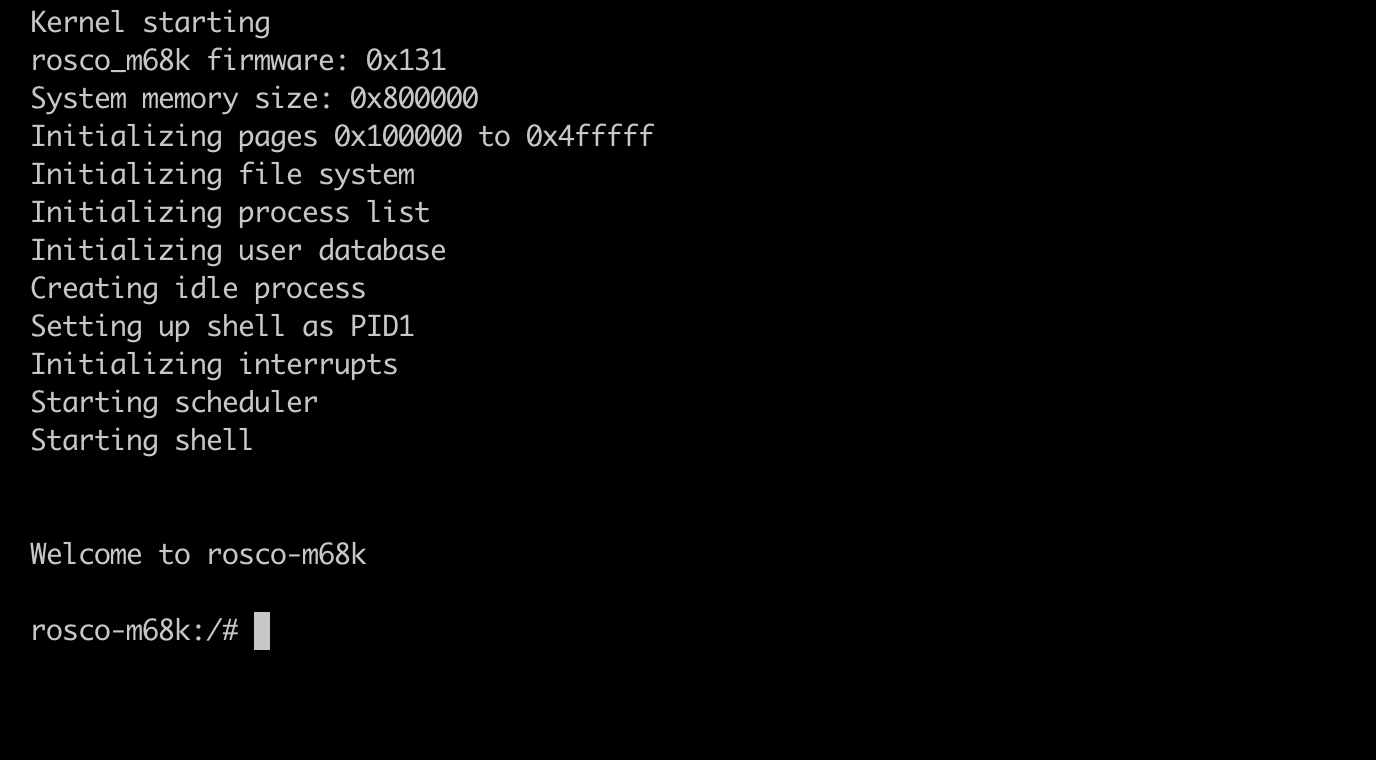 Kernel starting
rosco_m68k firmware: 0x131
System memory size: 0x800000
Initializing pages 0x100000 to 0x4fffff
Initializing file system
Initializing process list
Initializing user database
Creating idle process
Setting up shell as PID1
Initializing interrupts
Starting scheduler
Starting shell
Welcome to rosco-m68k
rosco-m68k:/#